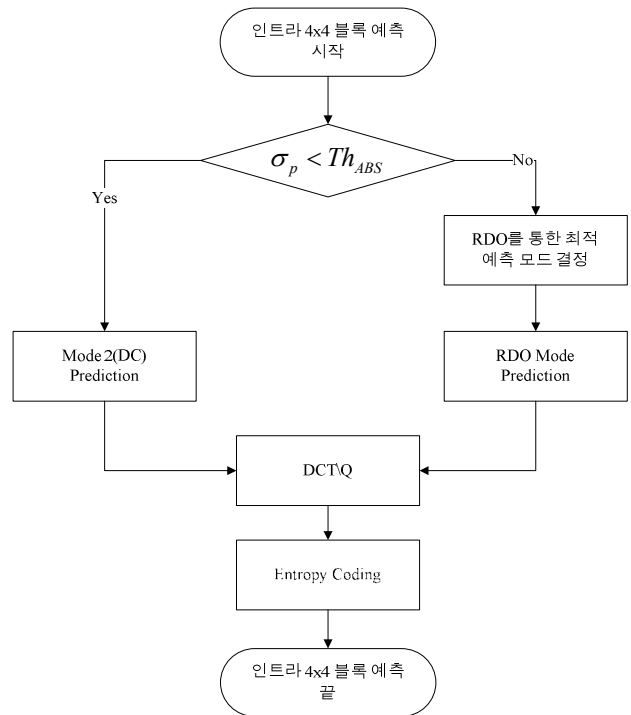 인트라 4x4 블록 예측
시작
σ_p < Th_ABS
Yes
No
RDO를 통한 최적
예측 모드 결정
Mode 2(DC)
Prediction
RDO Mode
Prediction
DCT\Q
Entropy Coding
인트라 4x4 블록 예측
끝